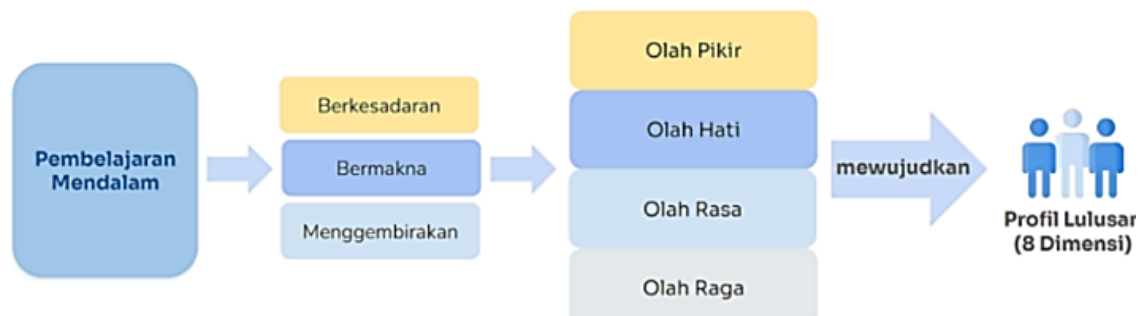 Pembelajaran
Mendalam
Berkesadaran
Bermakna
Menggembirakan
Olah Pikir
Olah Hati
Olah Rasa
Olah Raga
mewujudkan
Profil Lulusan
(8 Dimensi)